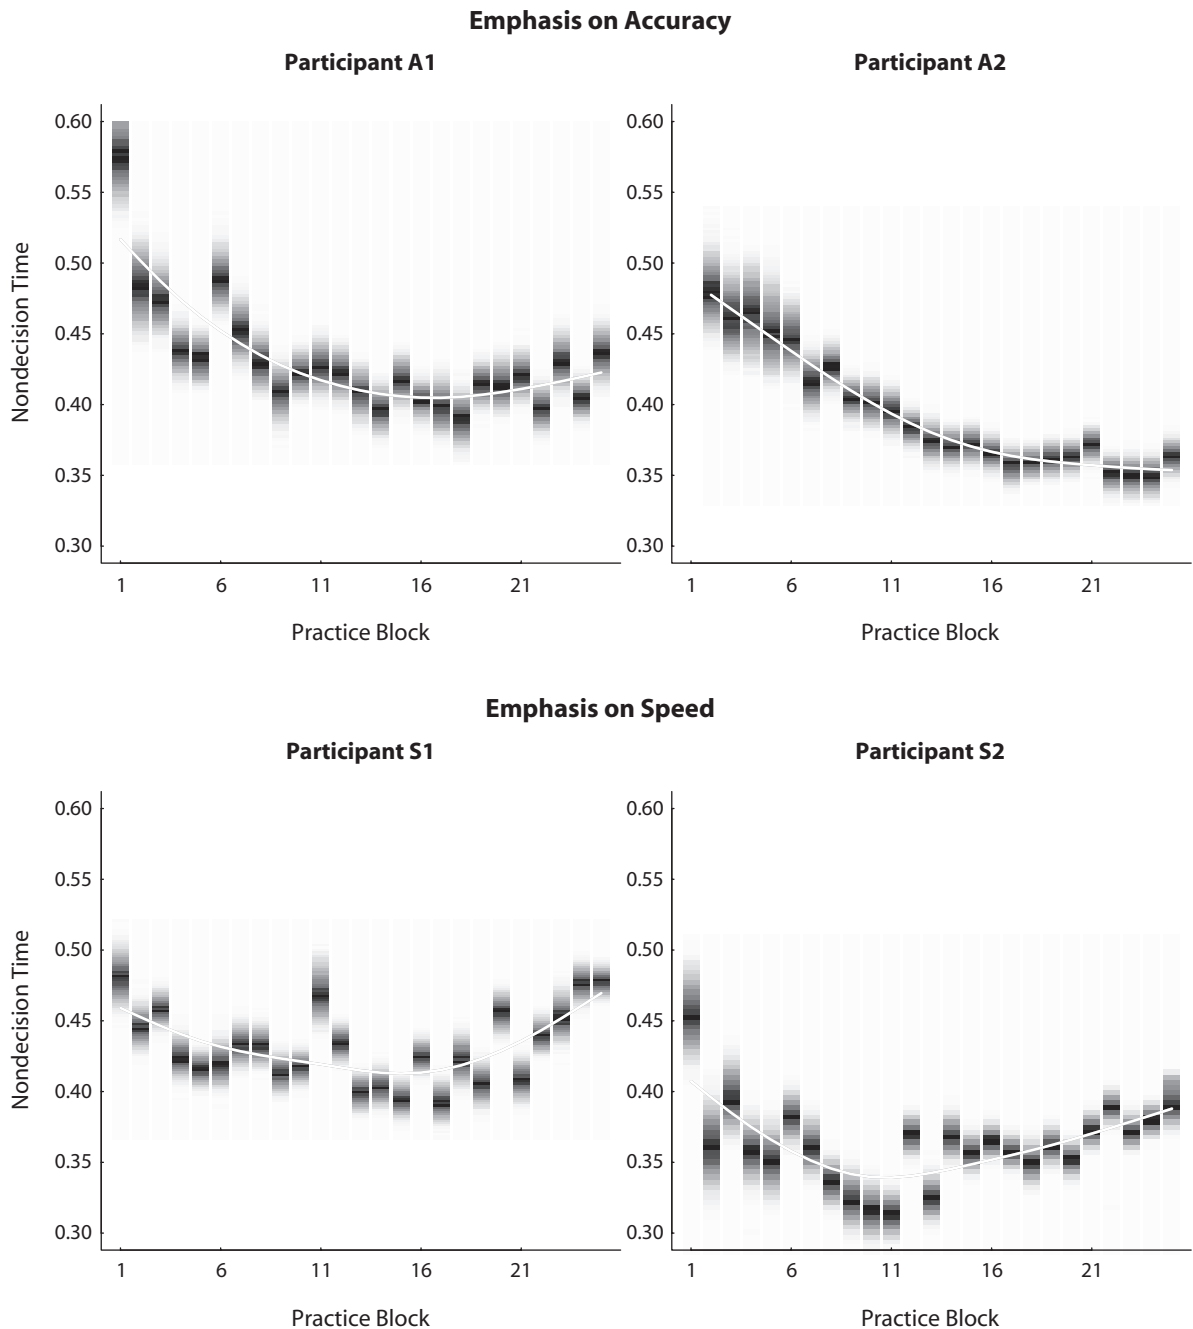 Emphasis on Accuracy
Participant A1
Participant A2
0.60
0.55
0.50
0.45
0.40
0.35
0.30
Nondecision Time
1 6 11 16 21
Practice Block
0.60
0.55
0.50
0.45
0.40
0.35
0.30
1 6 11 16 21
Practice Block
Emphasis on Speed
Participant S1
Participant S2
0.60
0.55
0.50
0.45
0.40
0.35
0.30
Nondecision Time
1 6 11 16 21
Practice Block
0.60
0.55
0.50
0.45
0.40
0.35
0.30
1 6 11 16 21
Practice Block